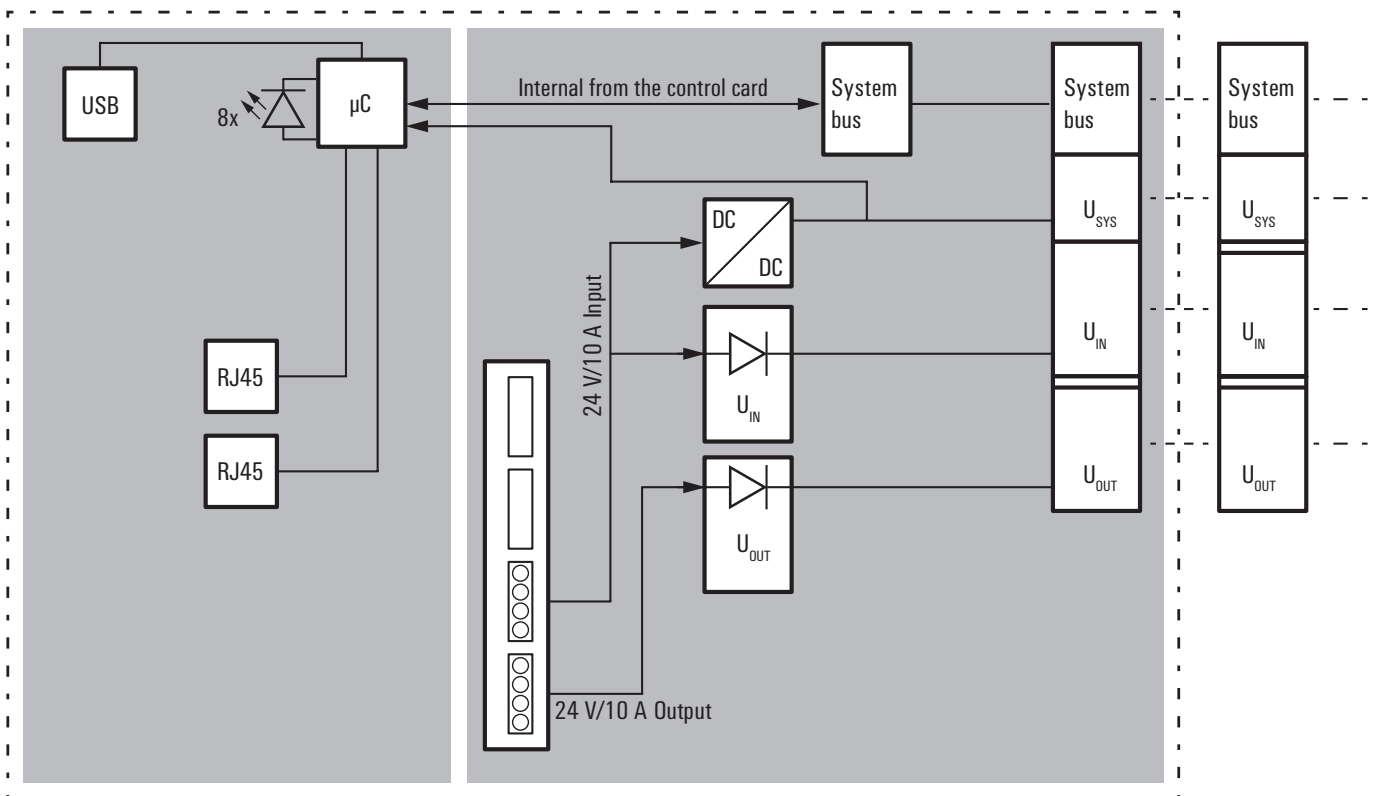 USB
8x
µC
Internal from the control card
System
bus
System
bus
System
bus
DC
DC
U_SYS
U_SYS
24 V/10 A Input
U_IN
U_IN
U_IN
RJ45
RJ45
U_OUT
U_OUT
U_OUT
24 V/10 A Output